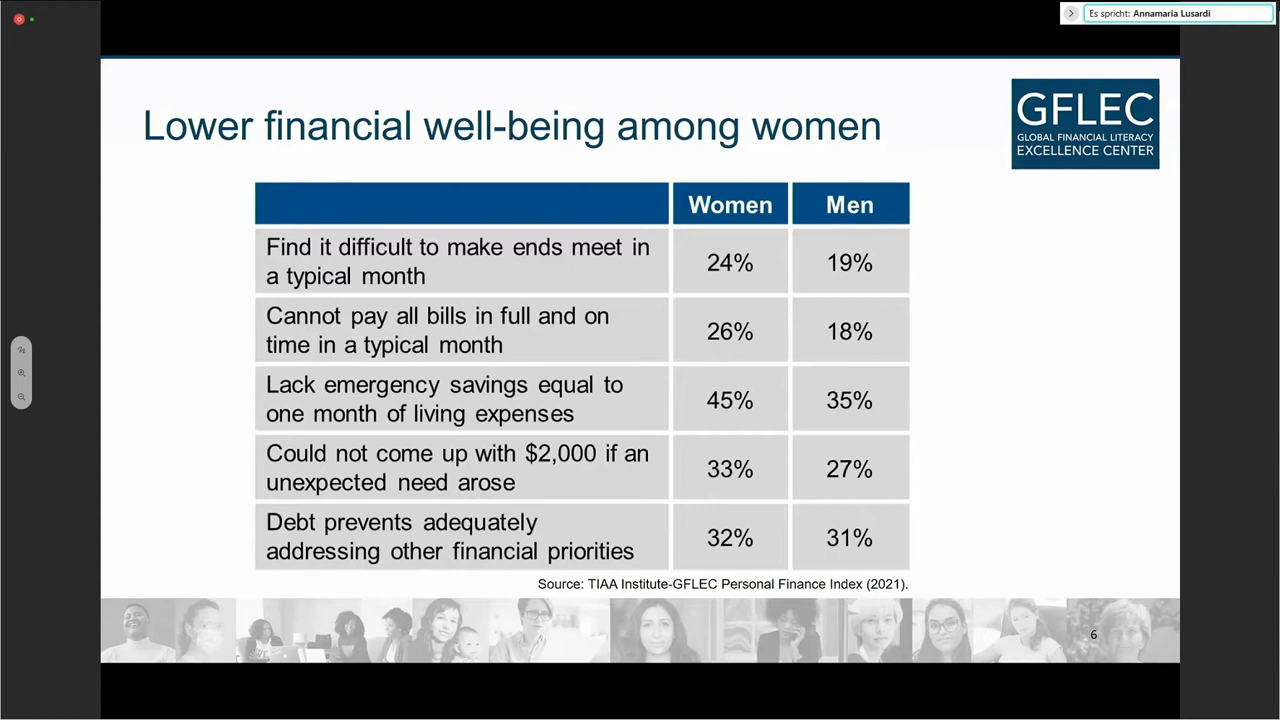 Es spricht: Annamaria Lusardi
Lower financial well-being among women
GFLEC
GLOBAL FINANCIAL LITERACY
EXCELLENCE CENTER
Women Men
Find it difficult to make ends meet in
a typical month
24% 19%
Cannot pay all bills in full and on
time in a typical month
26% 18%
Lack emergency savings equal to
one month of living expenses
45% 35%
Could not come up with $2,000 if an
unexpected need arose
33% 27%
Debt prevents adequately
addressing other financial priorities
32% 31%
Source: TIAA Institute-GFLEC Personal Finance Index (2021).
6